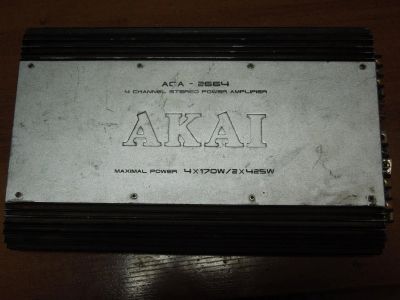 ACA - 2664
4 CHANNEL STEREO POWER AMPLIFIER
AKAI
MAXIMAL POWER 4X170W/2X425W